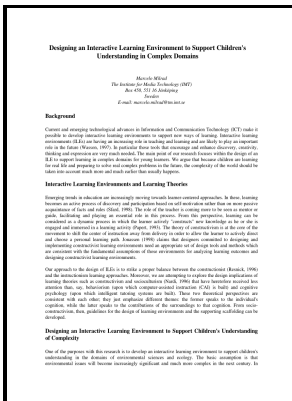 Designing an Interactive Learning Environment to Support Children's
Understanding in Complex Domains
Marcelo Milrad
The Institute for Media Technology (IMT)
Box 450, 551 16 Jönköping
Sweden
E-mail: marcelo.milrad@imt.se
Background
Current and emerging technological advances in Information and Communication Technology (ICT) make it
possible to develop interactive learning environments to support new ways of learning. Interactive learning
environments (ILEs) are having an increasing role in teaching and learning and are likely to play an important
role in the future (Wasson, 1997). In particular those tools that encourage and enhance discovery, creativity,
thinking and expression are very much needed. The main point of our research focuses within the design of an
ILE to support learning in complex domains for young learners. We argue that because children are learning
for real life and preparing to solve real complex problems in the future, the complexity of the world should be
taken into account much more and much earlier than usually happens.
Interactive Learning Environments and Learning Theories
Emerging trends in education are increasingly moving towards learner-centered approaches. In these, learning
becomes an active process of discovery and participation based on self-motivation rather than on more passive
acquaintance of facts and rules (Sfard, 1998). The role of the teacher is coming more to be seen as mentor or
guide, facilitating and playing an essential role in this process. From this perspective, learning can be
considered as a dynamic process in which the learner actively "constructs" new knowledge as he or she is
engaged and immersed in a learning activity (Papert, 1993). The theory of constructivism is at the core of the
movement to shift the center of instruction away from delivery in order to allow the learner to actively direct
and choose a personal learning path. Jonassen (1998) claims that designers committed to designing and
implementing constructivist learning environments need an appropriate set of design tools and methods which
are consistent with the fundamental assumptions of those environments for analysing learning outcomes and
designing constructivist learning environments.
Our approach to the design of ILEs is to strike a proper balance between the constructionist (Resnick, 1996)
and the instructionist learning approaches. Moreover, we are attempting to explore the design implications of
learning theories such as constructivism and socioculturalism (Nardi, 1996) that have heretofore received less
attention than, say, behaviourism (upon which computer-assisted instruction (CAI) is built) and cognitive
psychology (upon which intelligent tutoring systems are built). These two theoretical perspectives are
consistent with each other; they just emphasize different things: the former speaks to the individual's
cognition, while the latter speaks to the contributions of the surroundings to that cognition. From socio-
constructivism, then, guidelines for the design of learning environments and the supporting scaffolding can be
developed.
Designing an Interactive Learning Environment to Support Children's Understanding
of Complexity
One of the purposes with this research is to develop an interactive learning environment to support children's
understanding in the domains of environmental sciences and ecology. The basic assumption is that
environmental issues will become increasingly significant and much more complex in the next century. In